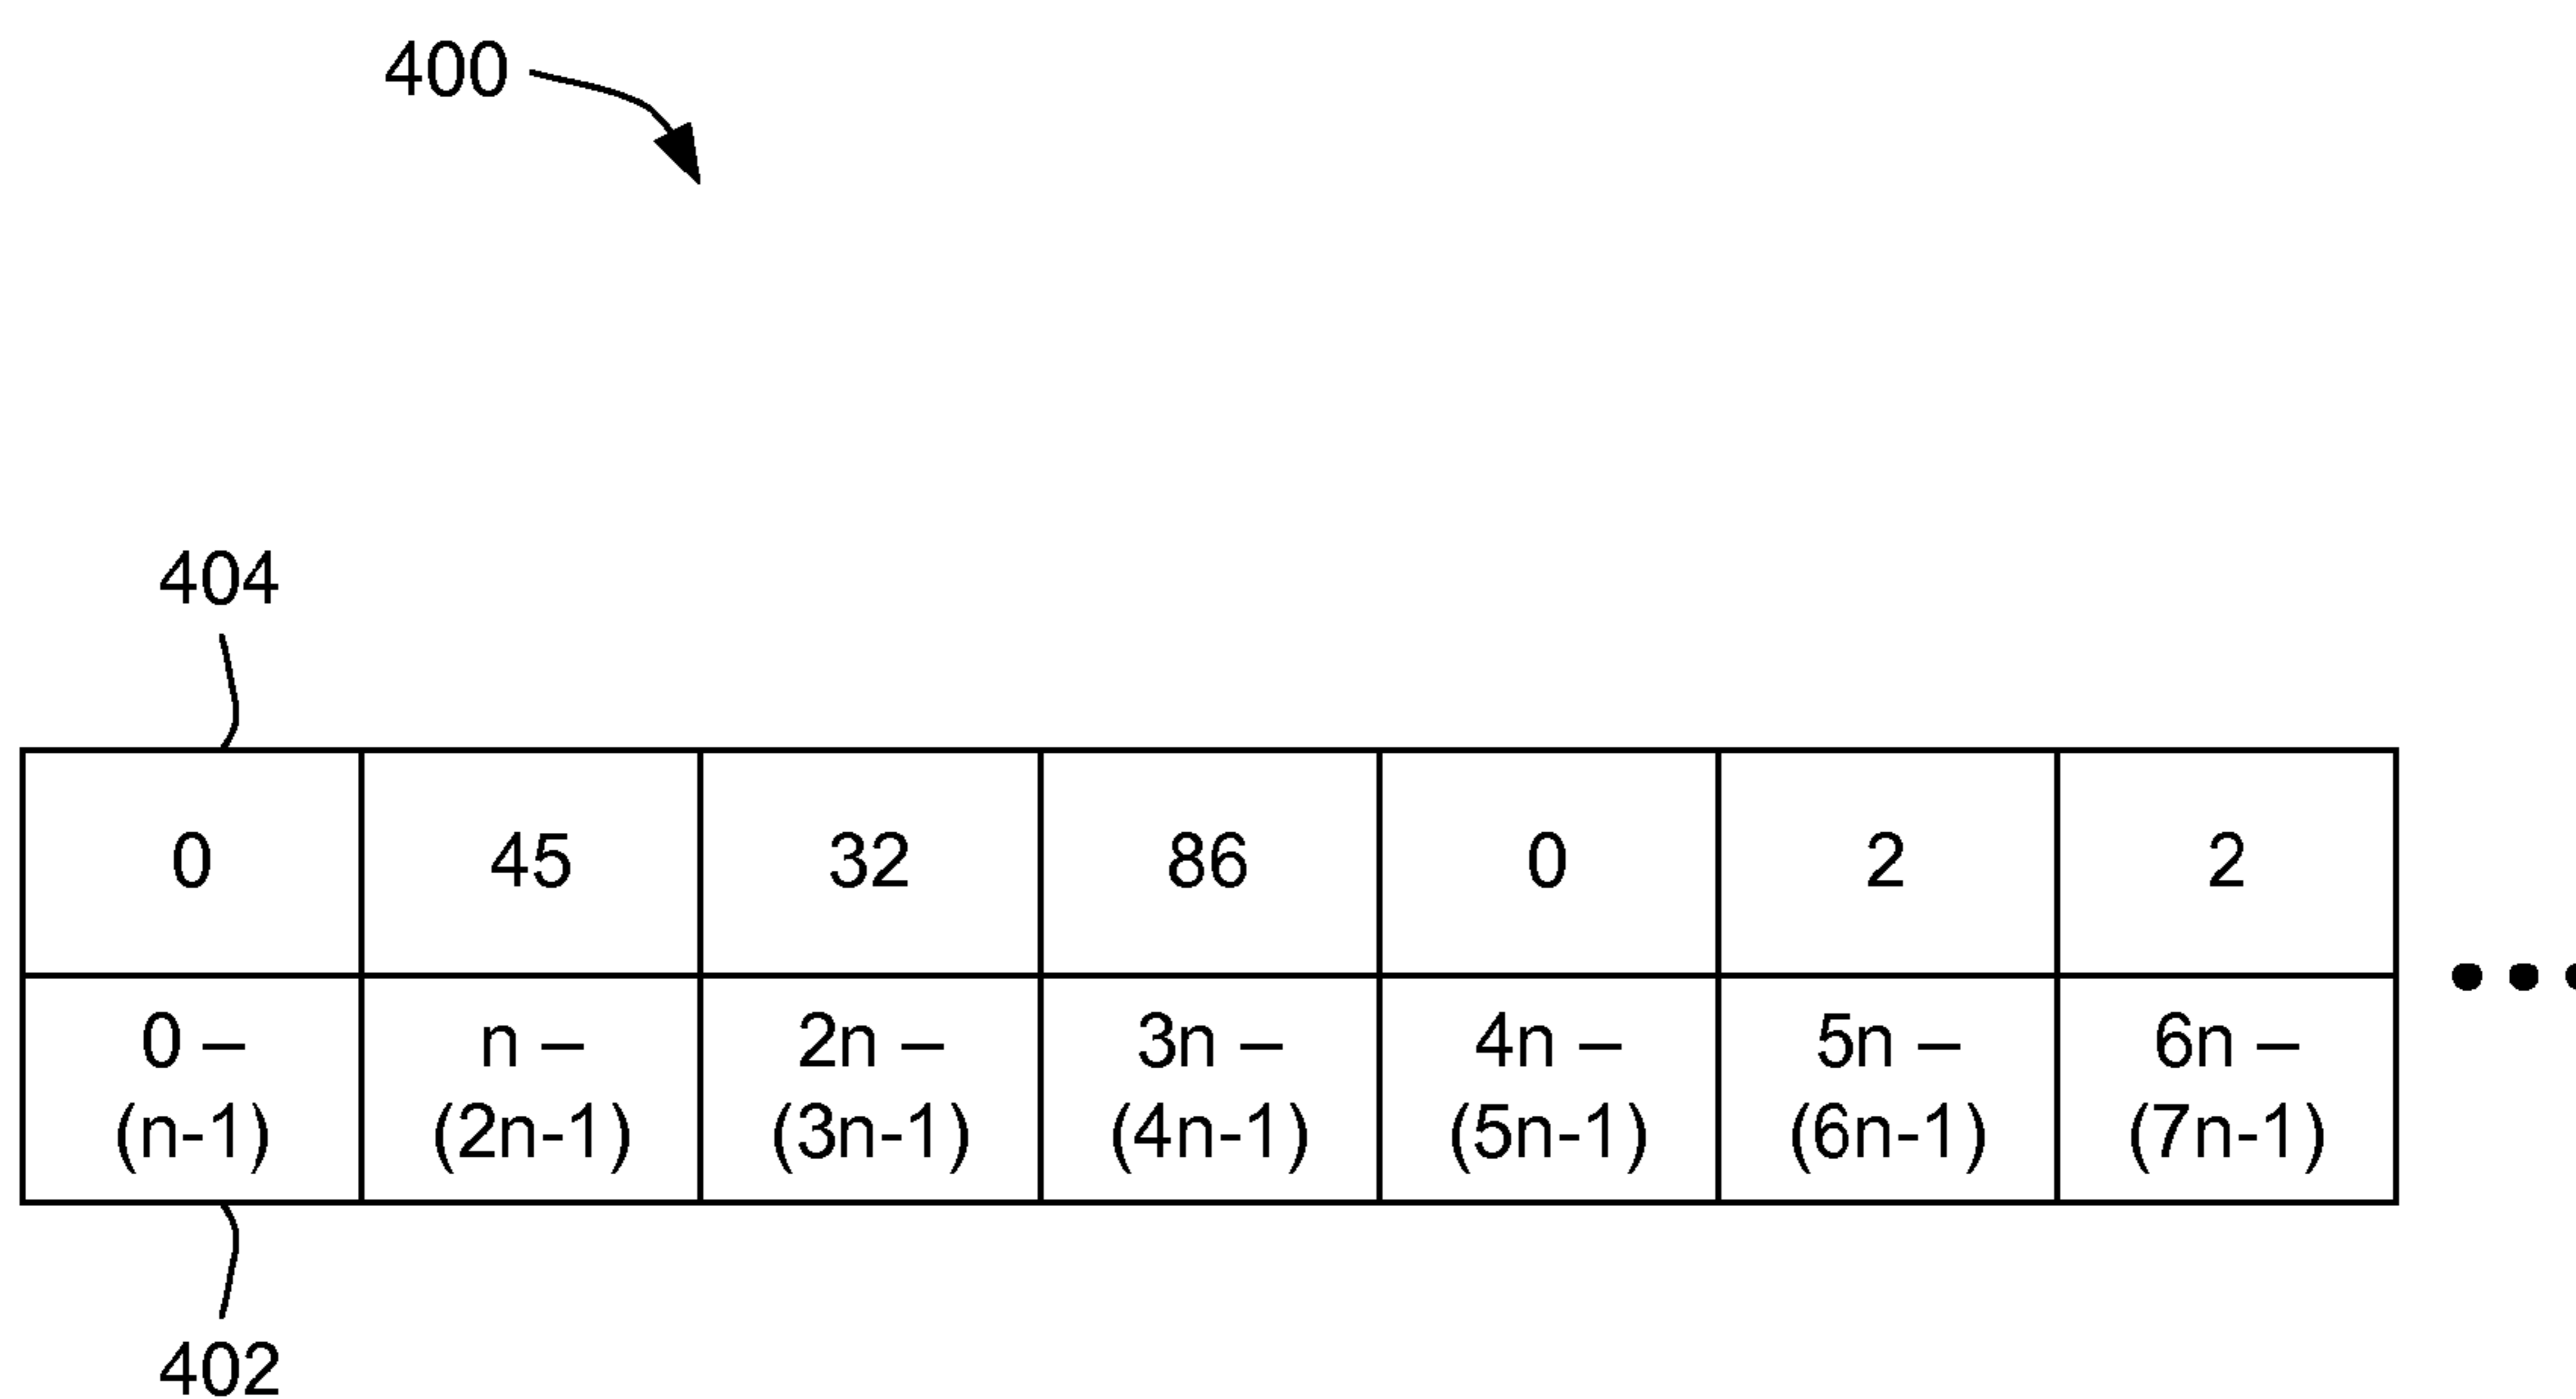 400
404
0 45 32 86 0 2 2
0 – n – 2n – 3n – 4n – 5n – 6n –
(n-1) (2n-1) (3n-1) (4n-1) (5n-1) (6n-1) (7n-1)
402